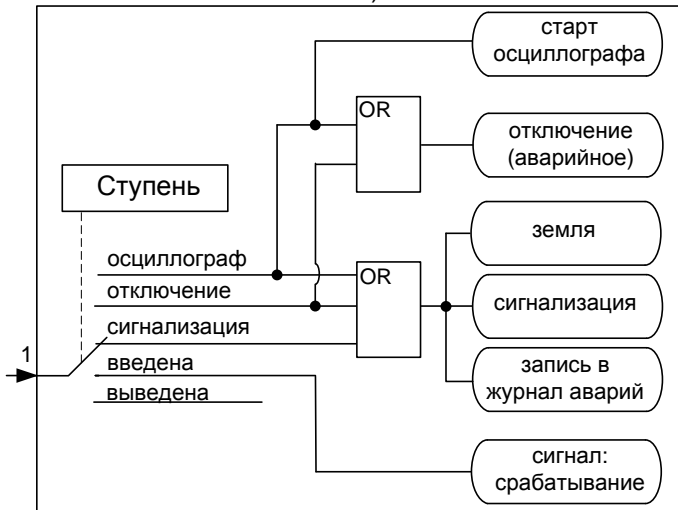 старт
осциллографа
OR
отключение
(аварийное)
Ступень
земля
осциллограф
OR
отключение
сигнализация
сигнализация
1
введена
запись в
журнал аварий
выведена
сигнал:
срабатывание